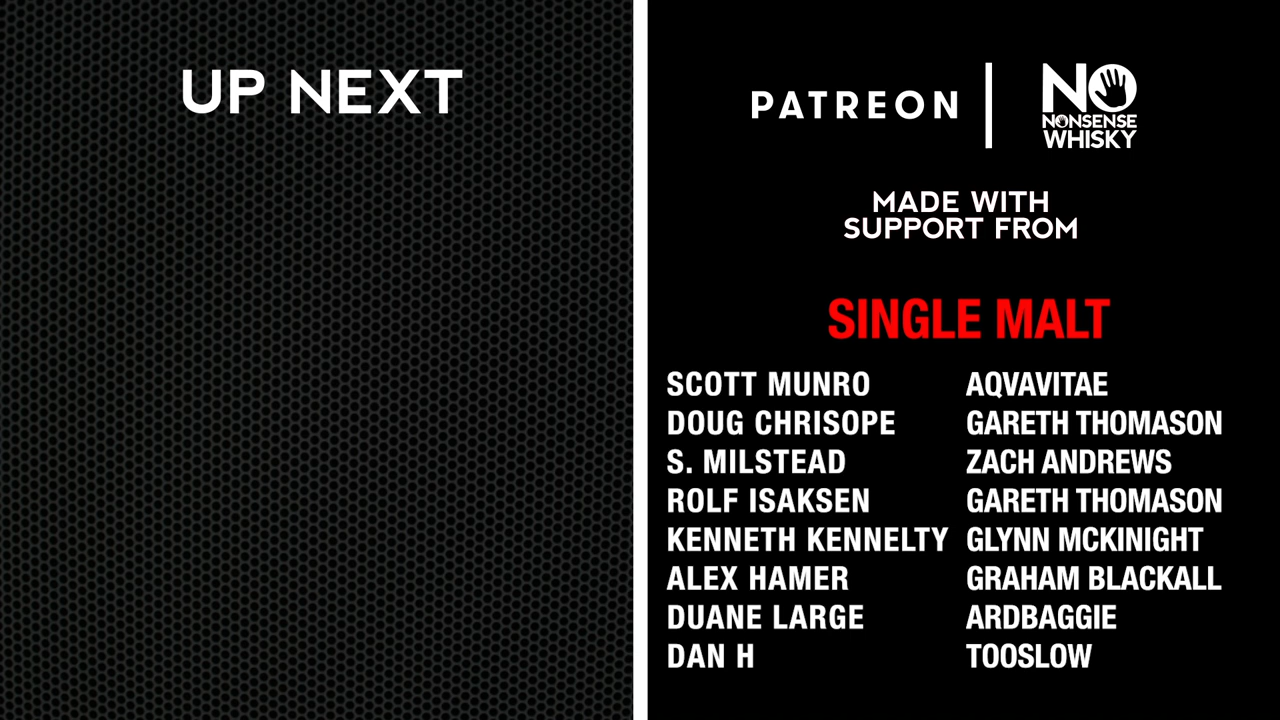 UP NEXT
PATREON
NO
NONSENSE
WHISKY
MADE WITH
SUPPORT FROM
SINGLE MALT
SCOTT MUNRO
DOUG CHRISOPE
S. MILSTEAD
ROLF ISAKSEN
KENNETH KENNELTY
ALEX HAMER
DUANE LARGE
DAN H
AQVAVITAE
GARETH THOMASON
ZACH ANDREWS
GARETH THOMASON
GLYNN MCKINIGHT
GRAHAM BLACKALL
ARDBAGGIE
TOOSLOW